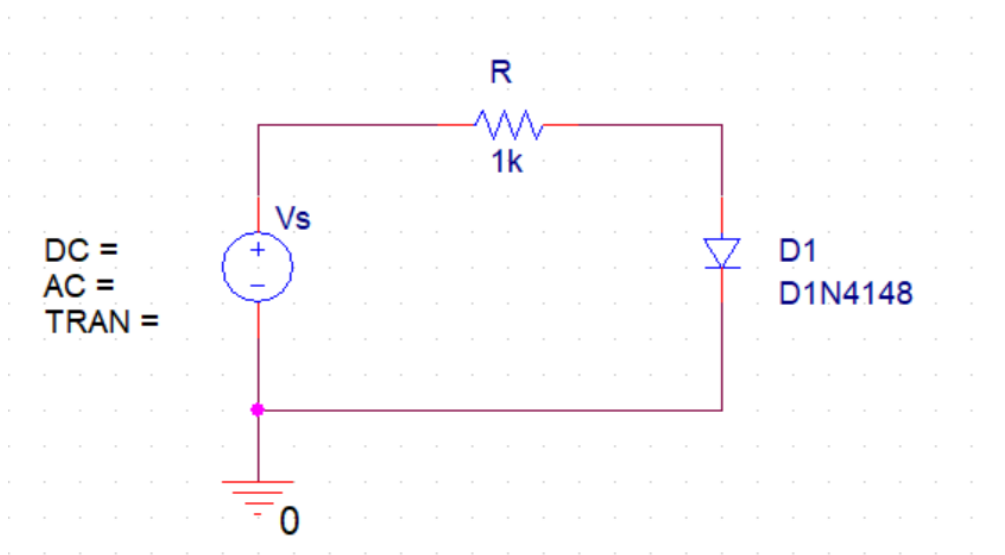 R
1k
Vs
+
−
DC =
AC =
TRAN =
D1
D1N4148
0